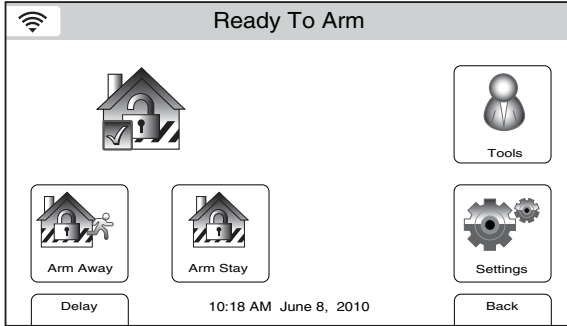 Ready To Arm
Tools
Arm Away
Arm Stay
Settings
Delay
10:18 AM June 8, 2010
Back